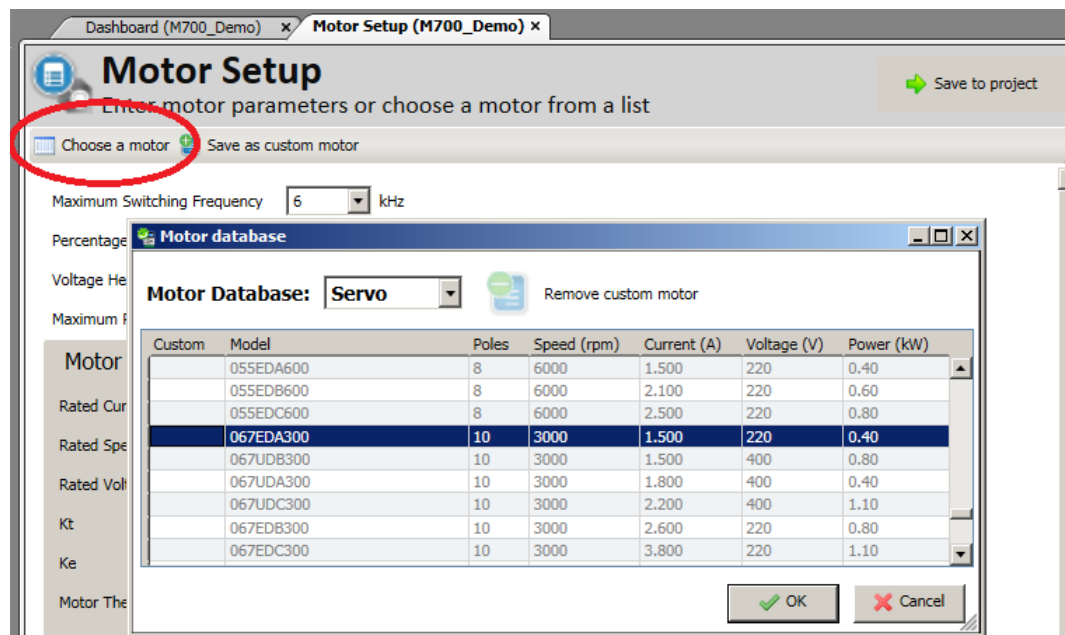 Dashboard (M700_Demo) x Motor Setup (M700_Demo) x
Motor Setup
Enter motor parameters or choose a motor from a list
Save to project
Choose a motor Save as custom motor
Maximum Switching Frequency 6 kHz
Percentage
Motor database
Voltage He
Motor Database: Servo Remove custom motor
Maximum
Custom Model Poles Speed (rpm) Current (A) Voltage (V) Power (kW)
Motor
055EDA600 8 6000 1.500 220 0.40
055EDB600 8 6000 2.100 220 0.60
Rated Cur
055EDC600 8 6000 2.500 220 0.80
067EDA300 10 3000 1.500 220 0.40
Rated Spe
067UDB300 10 3000 1.500 400 0.80
067UDA300 10 3000 1.800 400 0.40
Rated Volt
067UDC300 10 3000 2.200 400 1.10
Kt
067EDB300 10 3000 2.600 220 0.80
067EDC300 10 3000 3.800 220 1.10
Ke
Motor The
OK Cancel